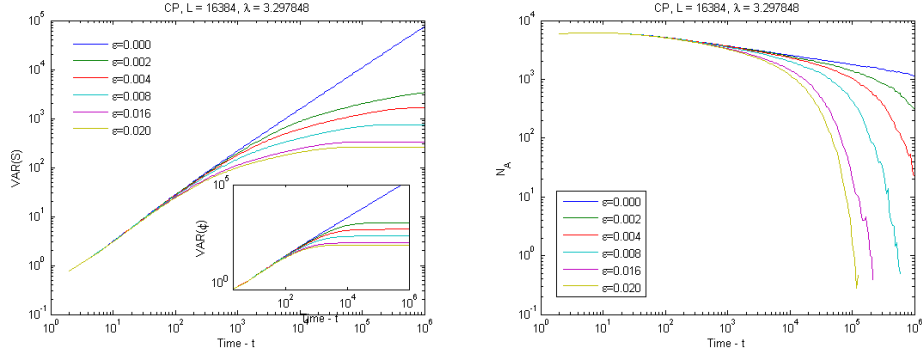 CP, L = 16384, λ = 3.297848
VAR(S)
10^5
10^4
10^3
10^2
10^1
10^0
10^-1
ε=0.000
ε=0.002
ε=0.004
ε=0.008
ε=0.016
ε=0.020
VAR(ϕ)
10^5
10^0
10^2 10^4 10^6
Time - t
10^0 10^1 10^2 10^3 10^4 10^5 10^6
Time - t
CP, L = 16384, λ = 3.297848
N_A
10^4
10^3
10^2
10^1
10^0
10^-1
ε=0.000
ε=0.002
ε=0.004
ε=0.008
ε=0.016
ε=0.020
10^0 10^1 10^2 10^3 10^4 10^5 10^6
Time - t